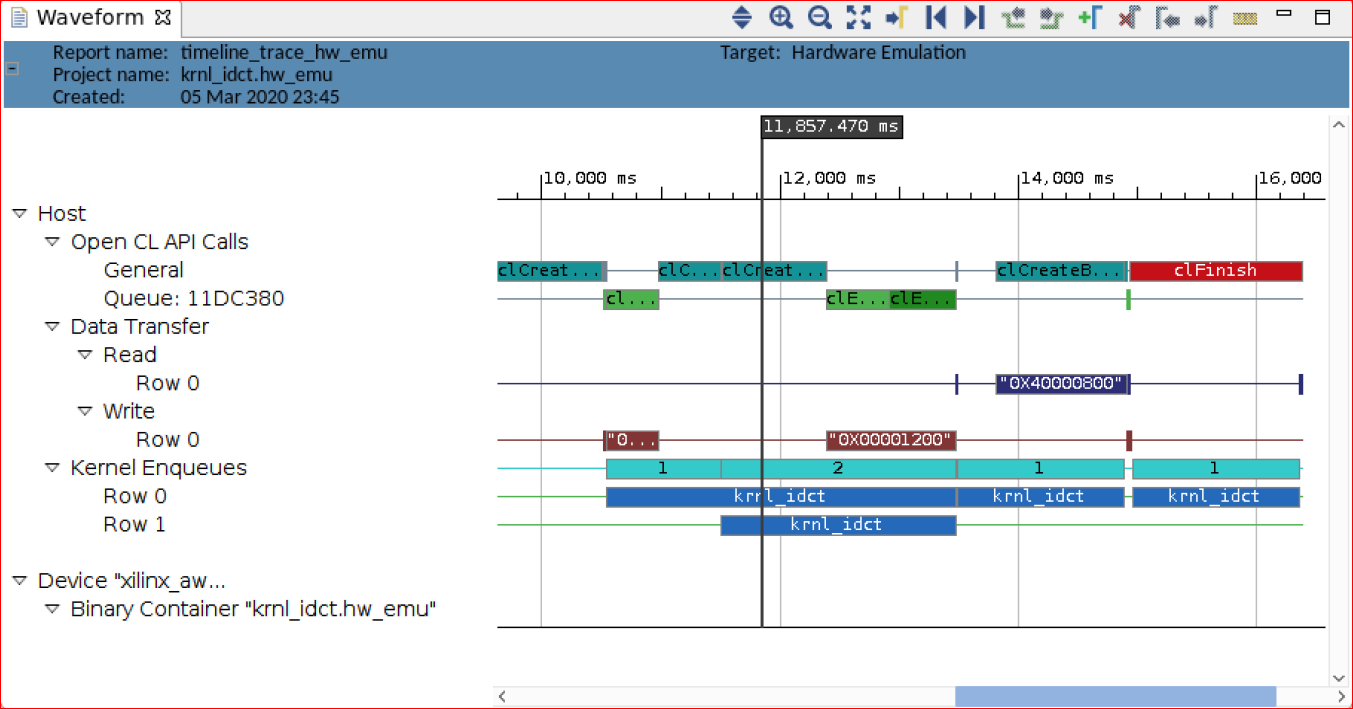 Waveform
Report name: timeline_trace_hw_emu Target: Hardware Emulation
Project name: krnl_idct.hw_emu
Created: 05 Mar 2020 23:45
11,857.470 ms
10,000 ms 12,000 ms 14,000 ms 16,000
Host
Open CL API Calls
General clCreat... clC... clCreat... clCreateB... clFinish
Queue: 11DC380 cl... clE... clE...
Data Transfer
Read
Row 0 "0X40000800"
Write
Row 0 "0... "0X00001200"
Kernel Enqueues 1 2 1 1
Row 0 krnl_idct krnl_idct krnl_idct
Row 1 krnl_idct
Device "xilinx_aw...
Binary Container "krnl_idct.hw_emu"